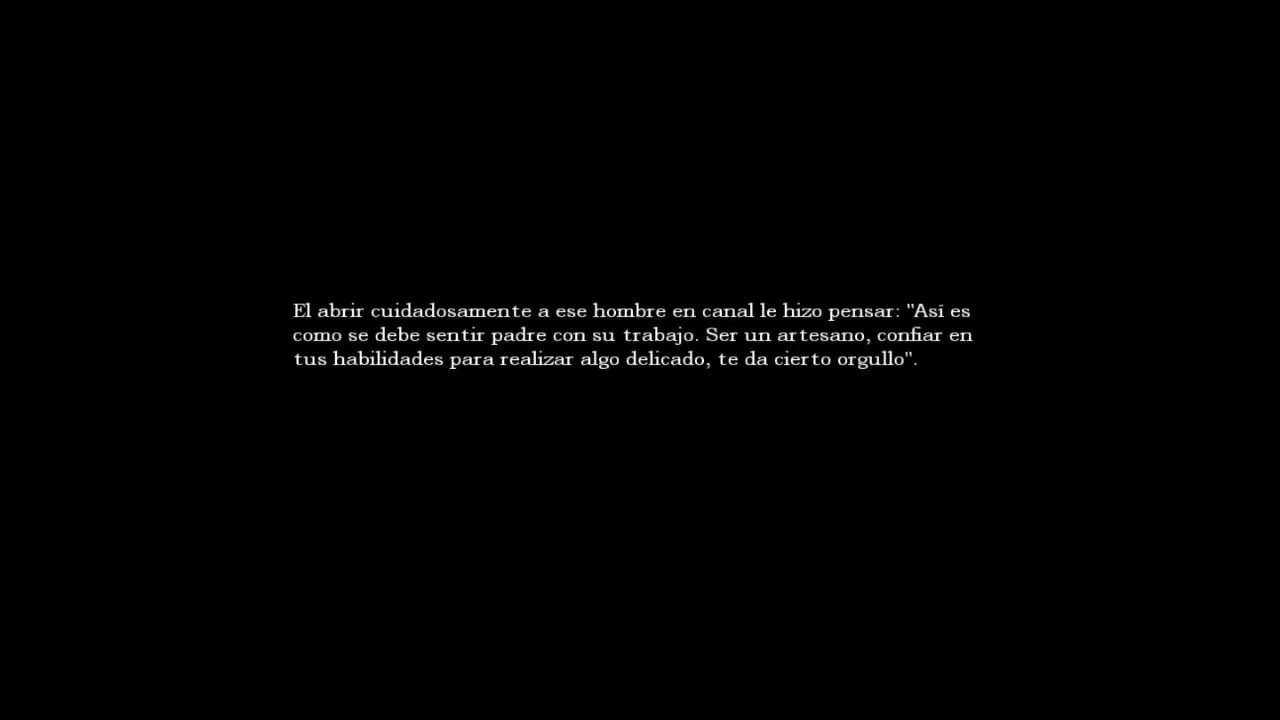 El abrir cuidadosamente a ese hombre en canal le hizo pensar: "Así es
como se debe sentir padre con su trabajo. Ser un artesano, confiar en
tus habilidades para realizar algo delicado, te da cierto orgullo".